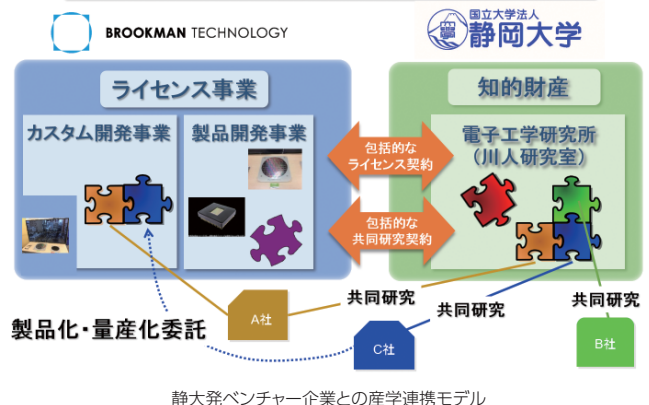 BROOKMAN TECHNOLOGY
国立大学法人
静岡大学
ライセンス事業
知的財産
カスタム開発事業
製品開発事業
包括的な
ライセンス契約
電子工学研究所
(川人研究室)
包括的な
共同研究契約
共同研究
共同研究
共同研究
製品化・量産化委託
A社
C社
B社
静大発ベンチャー企業との産学連携モデル